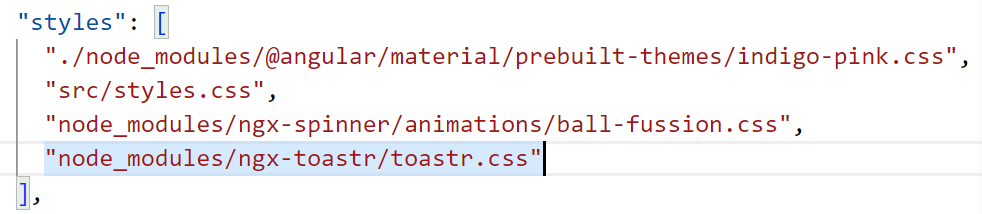 "styles": [
"./node_modules/@angular/material/prebuilt-themes/indigo-pink.css",
"src/styles.css",
"node_modules/ngx-spinner/animations/ball-fussion.css",
"node_modules/ngx-toastr/toastr.css"
],